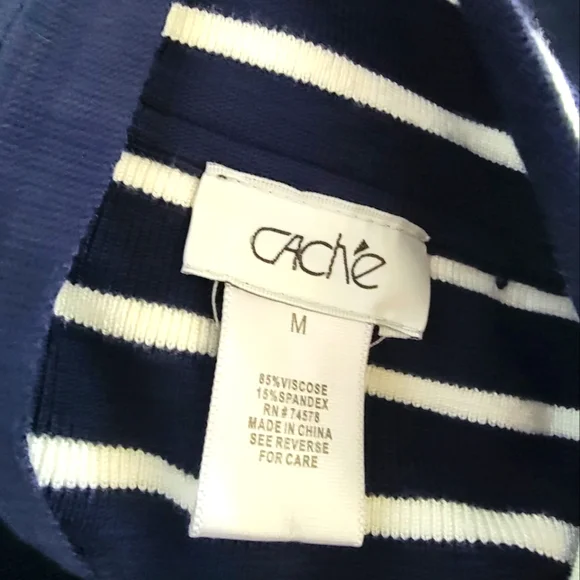 Caché
M
85%VISCOSE
15%SPANDEX
RN#74578
MADE IN CHINA
SEE REVERSE
FOR CARE